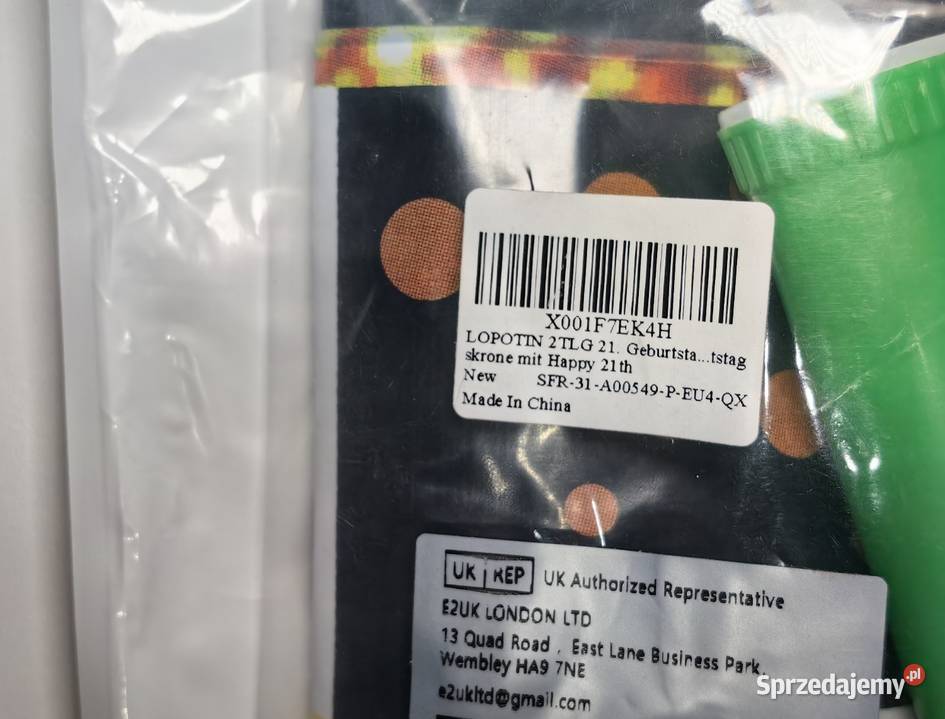 X001F7EK4H
LOPOTIN 2TLG 21. Geburtsta...tstag
skrone mit Happy 21th
New SFR-31-A00549-P-EU4-QX
Made In China
UK REP UK Authorized Representative
E2UK LONDON LTD
13 Quad Road , East Lane Business Park,
Wembley HA9 7NE
e2ukltd@gmail.com
Sprzedajemy.pl